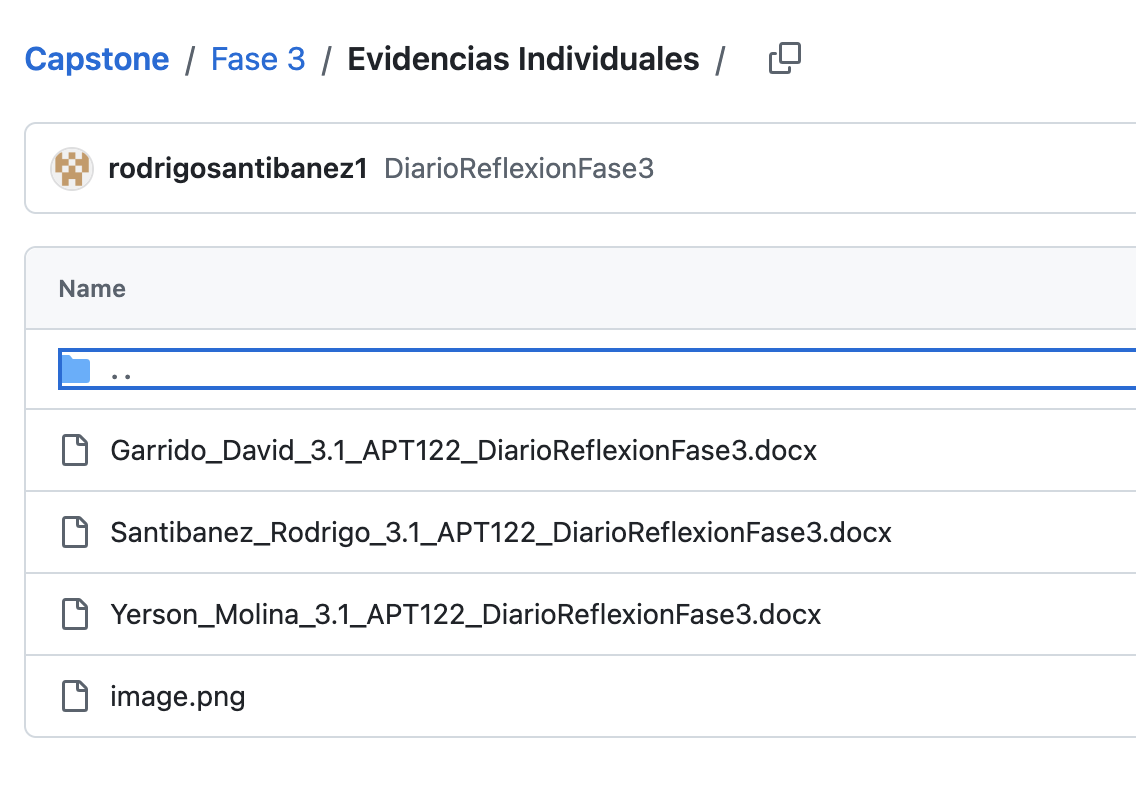 Capstone / Fase 3 / Evidencias Individuales /
rodrigosantibanez1 DiarioReflexionFase3
Name
..
Garrido_David_3.1_APT122_DiarioReflexionFase3.docx
Santibanez_Rodrigo_3.1_APT122_DiarioReflexionFase3.docx
Yerson_Molina_3.1_APT122_DiarioReflexionFase3.docx
image.png